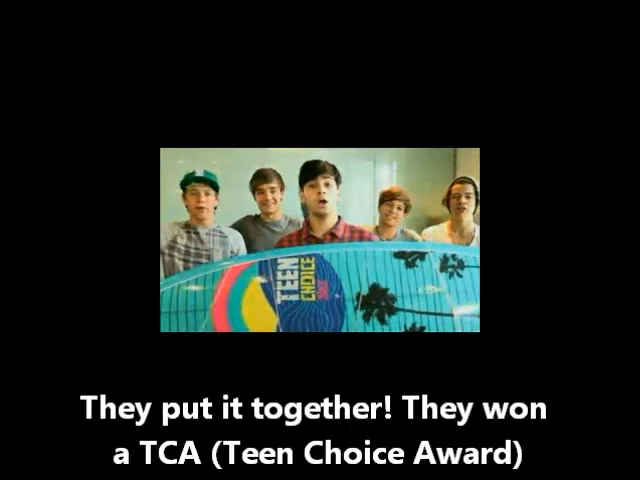 TEEN
CHOICE
They put it together! They won
a TCA (Teen Choice Award)